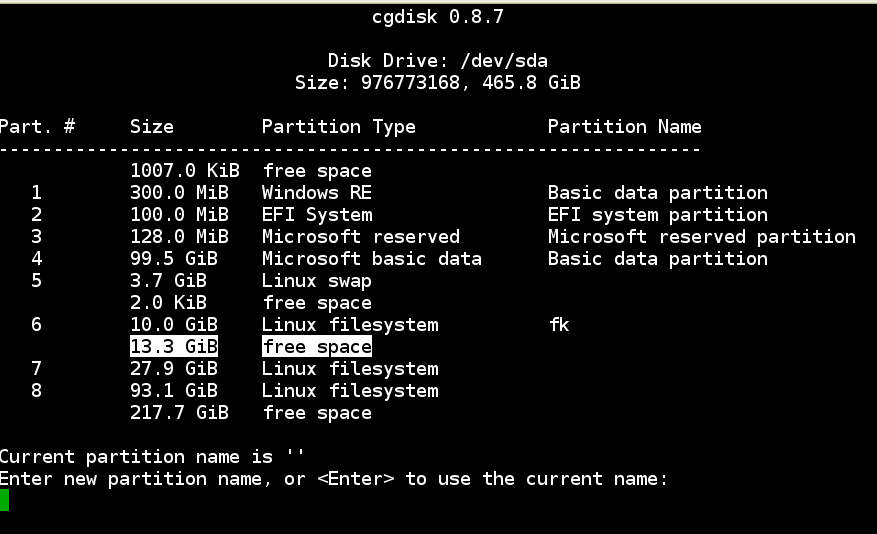 cgdisk 0.8.7
Disk Drive: /dev/sda
Size: 976773168, 465.8 GiB
Part. #     Size        Partition Type            Partition Name
----------------------------------------------------------------
            1007.0 KiB  free space
   1        300.0 MiB   Windows RE                Basic data partition
   2        100.0 MiB   EFI System                EFI system partition
   3        128.0 MiB   Microsoft reserved        Microsoft reserved partition
   4        99.5 GiB    Microsoft basic data      Basic data partition
   5        3.7 GiB     Linux swap
            2.0 KiB     free space
   6        10.0 GiB    Linux filesystem          fk
            13.3 GiB    free space
   7        27.9 GiB    Linux filesystem
   8        93.1 GiB    Linux filesystem
            217.7 GiB   free space
Current partition name is ''
Enter new partition name, or <Enter> to use the current name: